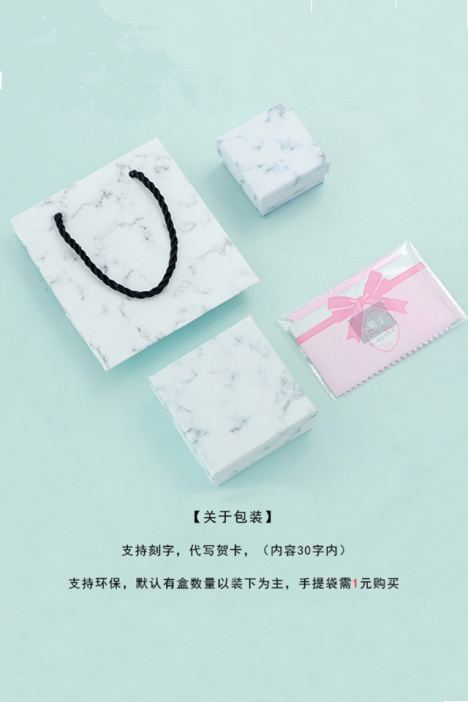 【关于包装】
支持刻字，代写贺卡，（内容30字内）
支持环保，默认有盒数量以装下为主，手提袋需1元购买